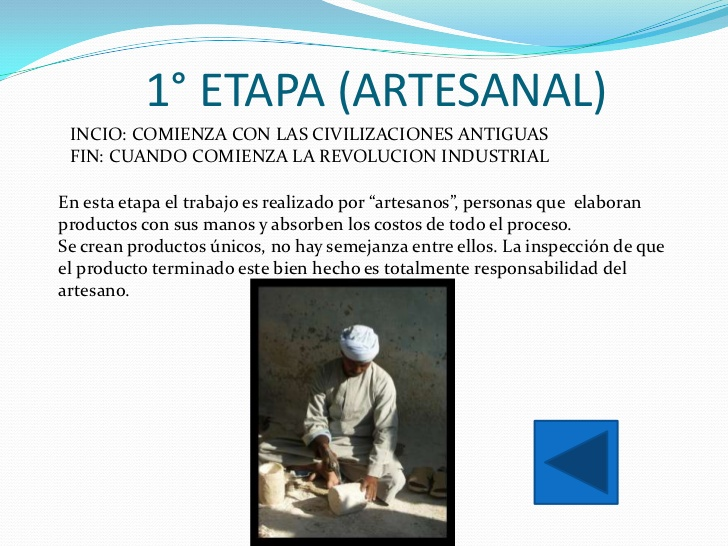 1° ETAPA (ARTESANAL)
INCIO: COMIENZA CON LAS CIVILIZACIONES ANTIGUAS
FIN: CUANDO COMIENZA LA REVOLUCION INDUSTRIAL
En esta etapa el trabajo es realizado por “artesanos”, personas que  elaboran
productos con sus manos y absorben los costos de todo el proceso.
Se crean productos únicos, no hay semejanza entre ellos. La inspección de que
el producto terminado este bien hecho es totalmente responsabilidad del
artesano.